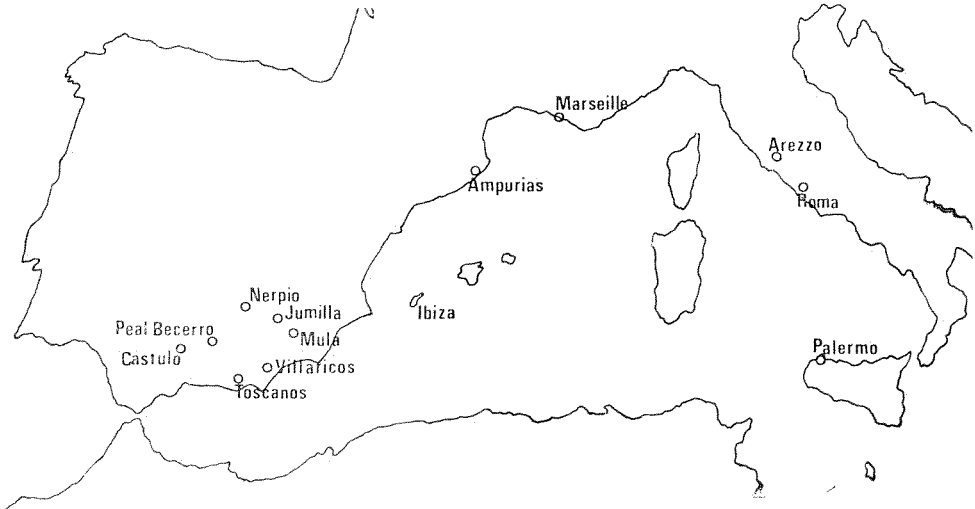 Marseille
Arezzo
Ampurias
Roma
Nerpio
Ibiza
Jumilla
Peal Becerro
Mula
Palermo
Castulo
Villaricos
Toscanos